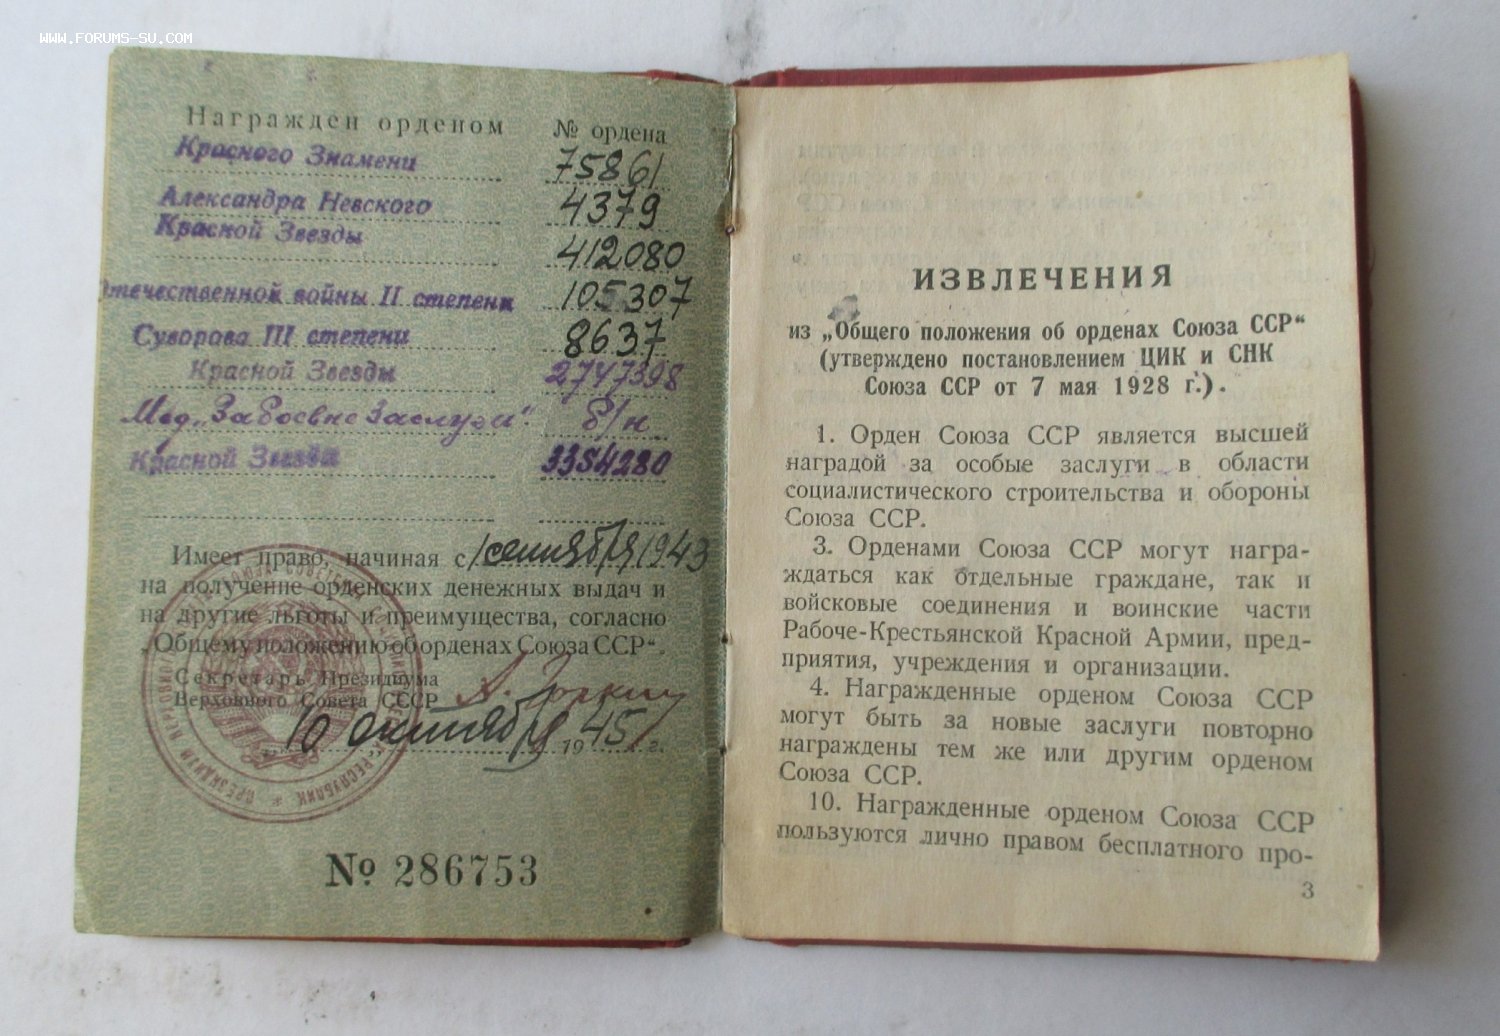 WWW.FORUMS-SU.COM
Награжден орденом № ордена
Красного Знамени 75861
Александра Невского 4379
Красной Звезды 412080
Отечественной войны II степени 105307
Суворова III степени 8637
Красной Звезды 2747398
Мед. „За боевые заслуги“. б/н
Красной Звезды 3354280
Имеет право, начиная с 1 сентября 1943
на получение орденских денежных выдач и
на другие льготы и преимущества, согласно
„Общему положению об орденах Союза ССР“.
Секретарь Президиума
Верховного Совета СССР
10 октября 1945 г.
№ 286753
ИЗВЛЕЧЕНИЯ
из „Общего положения об орденах Союза ССР“
(утверждено постановлением ЦИК и СНК
Союза ССР от 7 мая 1928 г.).
1. Орден Союза ССР является высшей
наградой за особые заслуги в области
социалистического строительства и обороны
Союза ССР.
3. Орденами Союза ССР могут награ-
ждаться как отдельные граждане, так и
войсковые соединения и воинские части
Рабоче-Крестьянской Красной Армии, пред-
приятия, учреждения и организации.
4. Награжденные орденом Союза ССР
могут быть за новые заслуги повторно
награждены тем же или другим орденом
Союза ССР.
10. Награжденные орденом Союза ССР
пользуются лично правом бесплатного про-
3